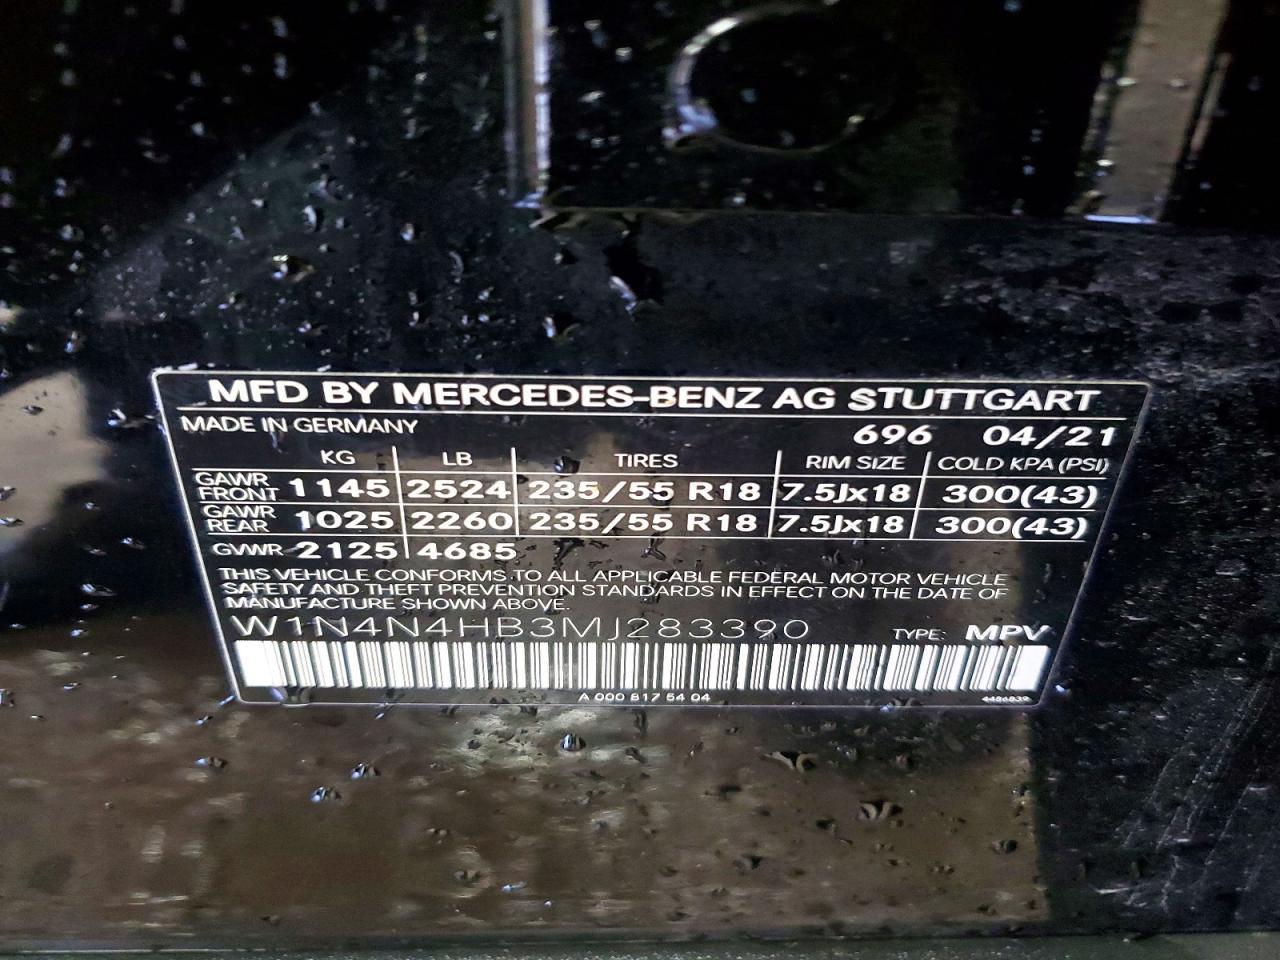 MFD BY MERCEDES-BENZ AG STUTTGART
MADE IN GERMANY 696 04/21
KG LB TIRES RIM SIZE COLD KPA (PSI)
GAWR FRONT 1145 2524 235/55 R18 7.5Jx18 300(43)
GAWR REAR 1025 2260 235/55 R18 7.5Jx18 300(43)
GVWR 2125 4685
THIS VEHICLE CONFORMS TO ALL APPLICABLE FEDERAL MOTOR VEHICLE
SAFETY AND THEFT PREVENTION STANDARDS IN EFFECT ON THE DATE OF
MANUFACTURE SHOWN ABOVE.
W1N4N4HB3MJ283390 TYPE: MPV
A 000 817 54 04 4486839